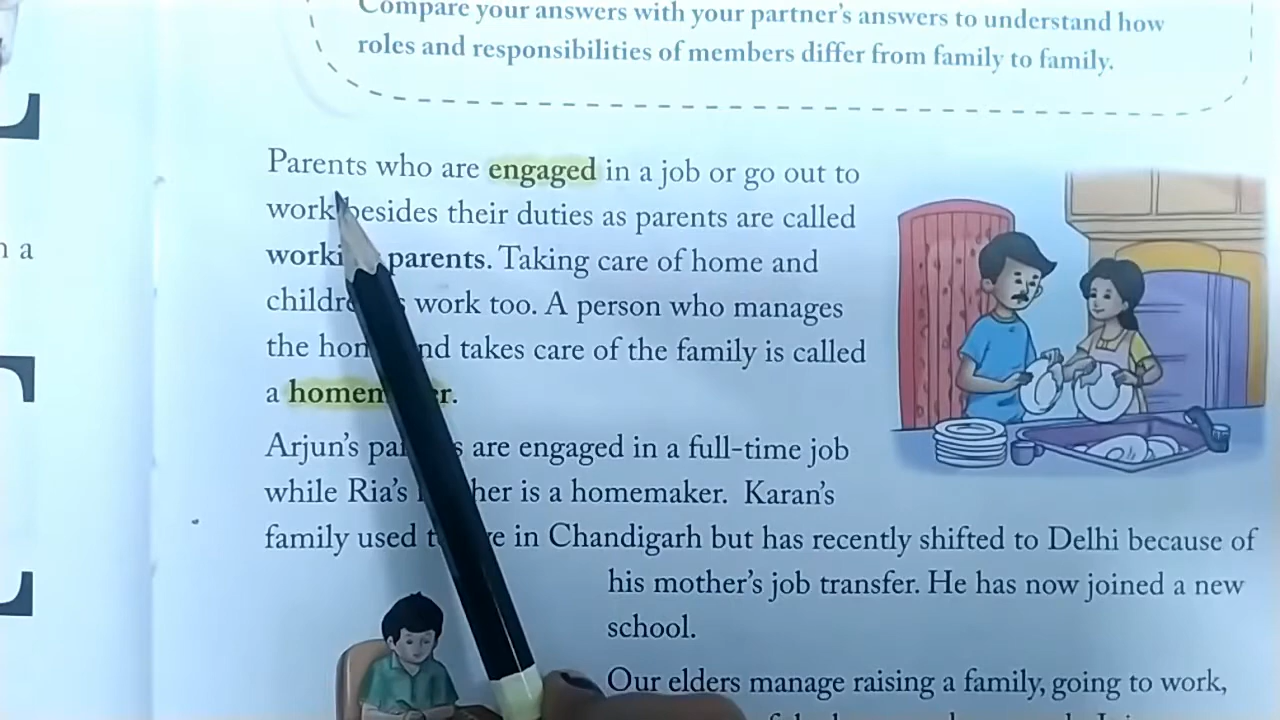 Compare your answers with your partner's answers to understand how
roles and responsibilities of members differ from family to family.
Parents who are engaged in a job or go out to
work besides their duties as parents are called
parents. Taking care of home and
work too. A person who manages
the takes care of the family is called
a
Arjun's are engaged in a full-time job
while Ria's is a homemaker. Karan's
family used in Chandigarh but has recently shifted to Delhi because of
his mother's job transfer. He has now joined a new
school.
Our elders manage raising a family, going to work,
a